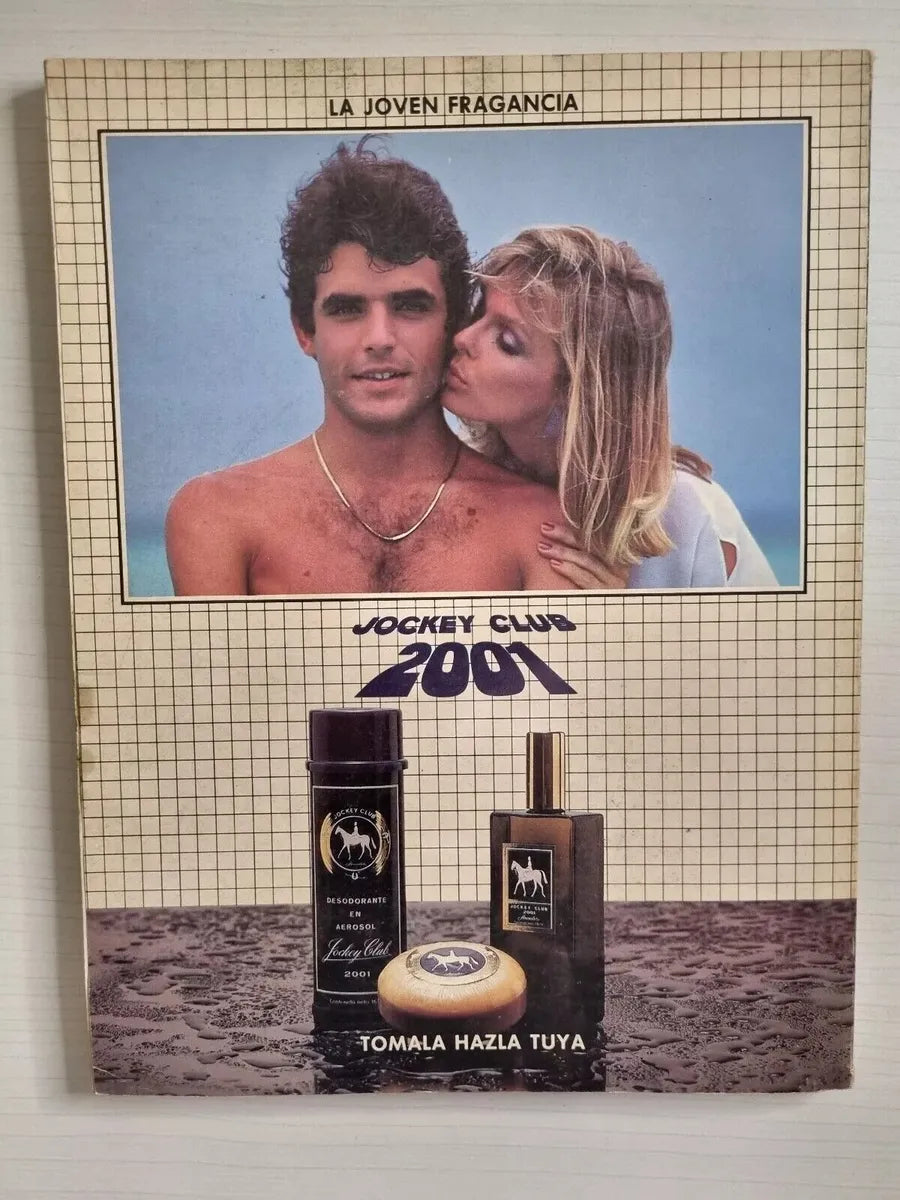 LA JOVEN FRAGANCIA
JOCKEY CLUB
2001
JOCKEY CLUB
DESODORANTE
EN
AEROSOL
Jockey Club
2001
JOCKEY CLUB
2001
TOMALA HAZLA TUYA